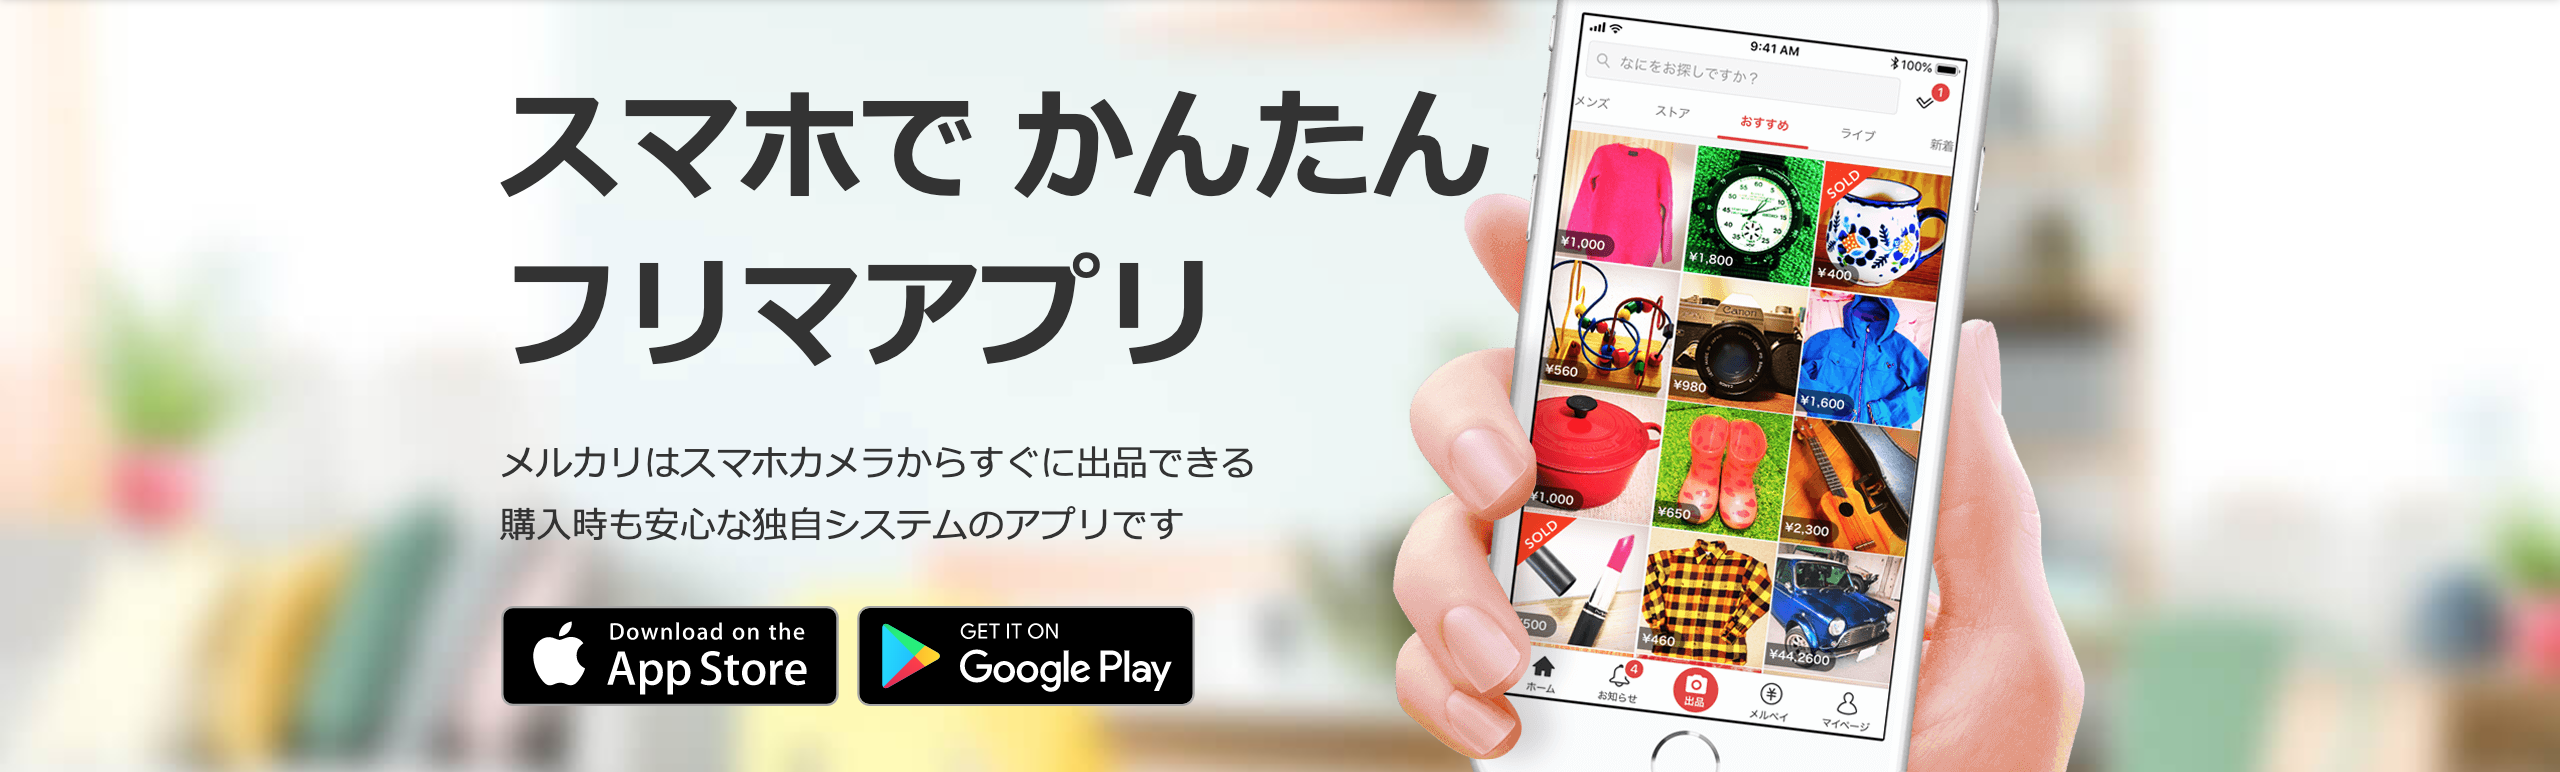 スマホで かんたん
フリマアプリ
メルカリはスマホカメラからすぐに出品できる
購入時も安心な独自システムのアプリです
Download on the
App Store
GET IT ON
Google Play
9:41 AM
100%
なにをお探しですか？
1
メンズ ストア おすすめ ライブ 新着
¥1,000 ¥1,800 SOLD ¥400
¥560 Canon ¥980 ¥1,600
¥1,000 ¥650 ¥2,300
SOLD ¥500 ¥460 ¥44,2600
4
ホーム お知らせ 出品 メルペイ マイページ